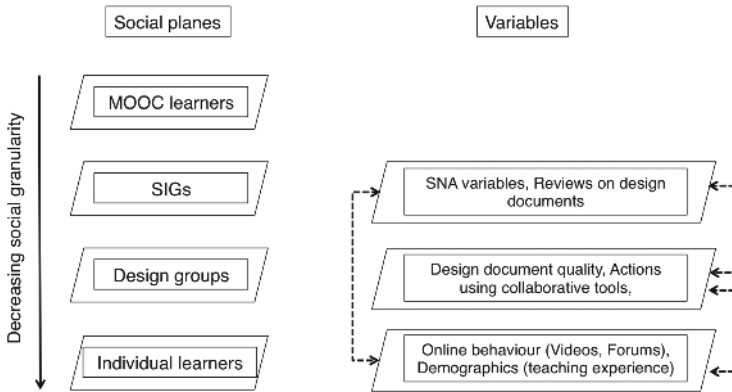 Social planes
Variables
Decreasing social granularity
MOOC learners
SIGs
SNA variables, Reviews on design
documents
Design groups
Design document quality, Actions
using collaborative tools,
Individual learners
Online behaviour (Videos, Forums),
Demographics (teaching experience)